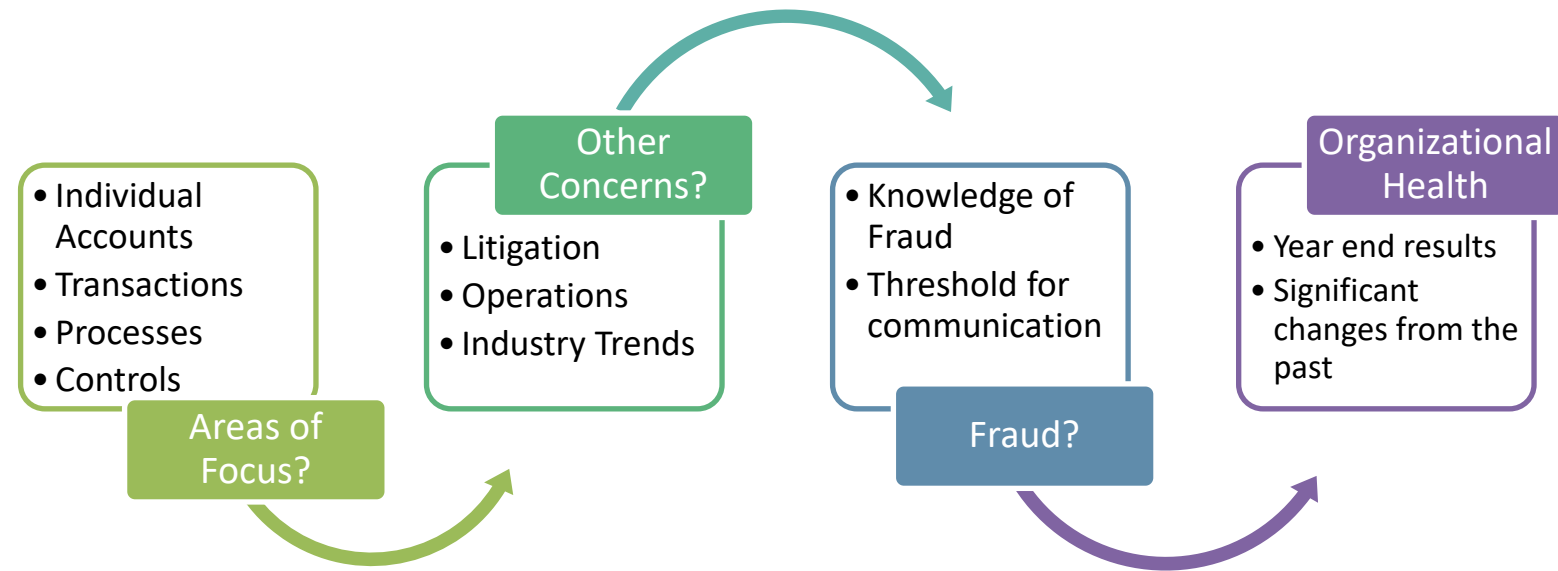 • Individual
Accounts
• Transactions
• Processes
• Controls
Areas of
Focus?
Other
Concerns?
• Litigation
• Operations
• Industry Trends
• Knowledge of
Fraud
• Threshold for
communication
Fraud?
Organizational
Health
• Year end results
• Significant
changes from the
past